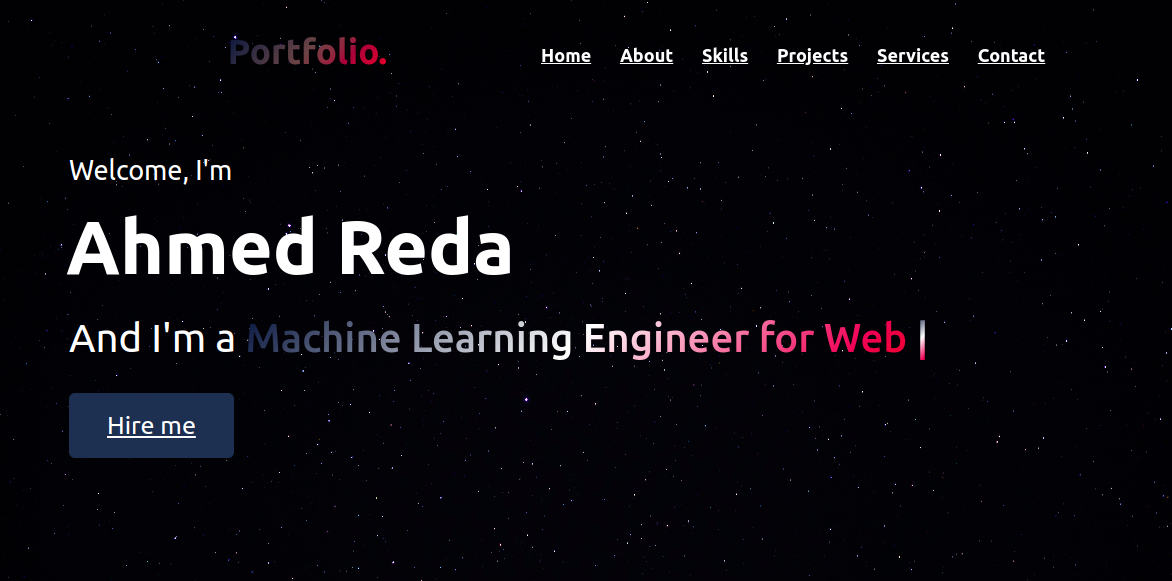 Portfolio.
Home About Skills Projects Services Contact
Welcome, I'm
Ahmed Reda
And I'm a Machine Learning Engineer for Web |
Hire me